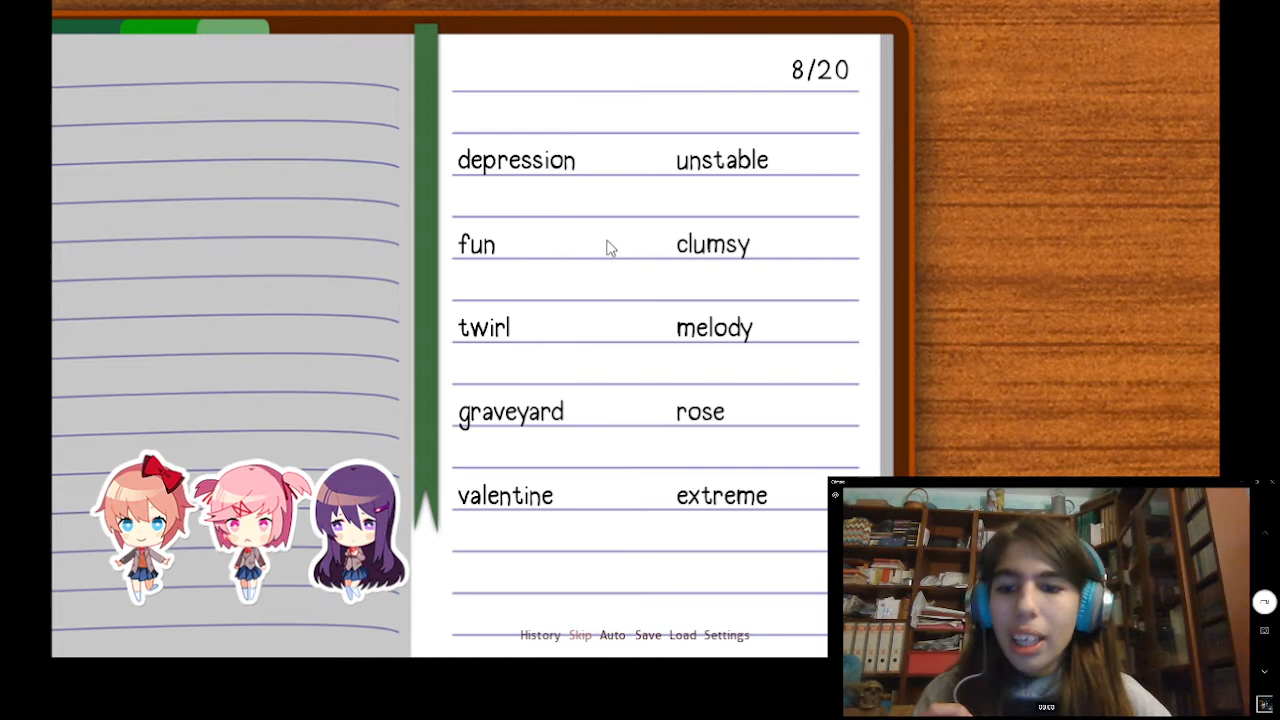 8/20
depression unstable
fun clumsy
twirl melody
graveyard rose
valentine extreme
History Skip Auto Save Load Settings